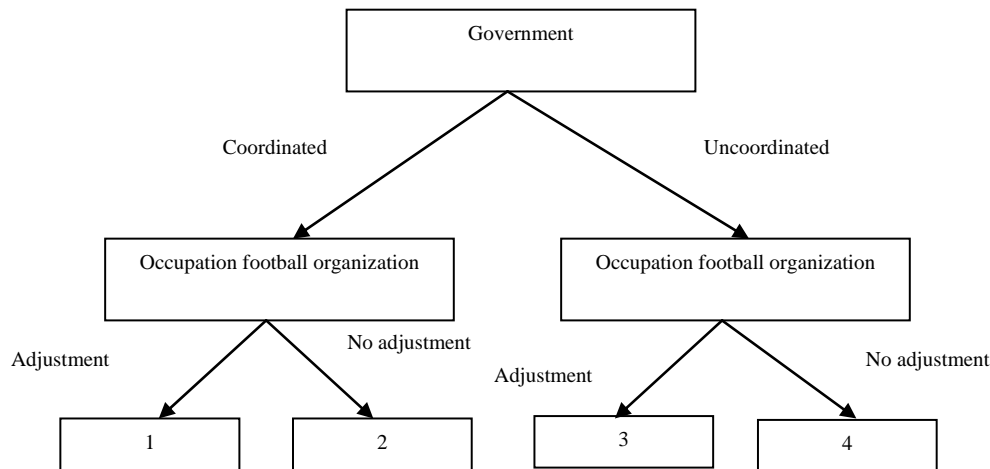 Government
Coordinated
Uncoordinated
Occupation football organization
Occupation football organization
No adjustment
Adjustment
No adjustment
Adjustment
1
2
3
4